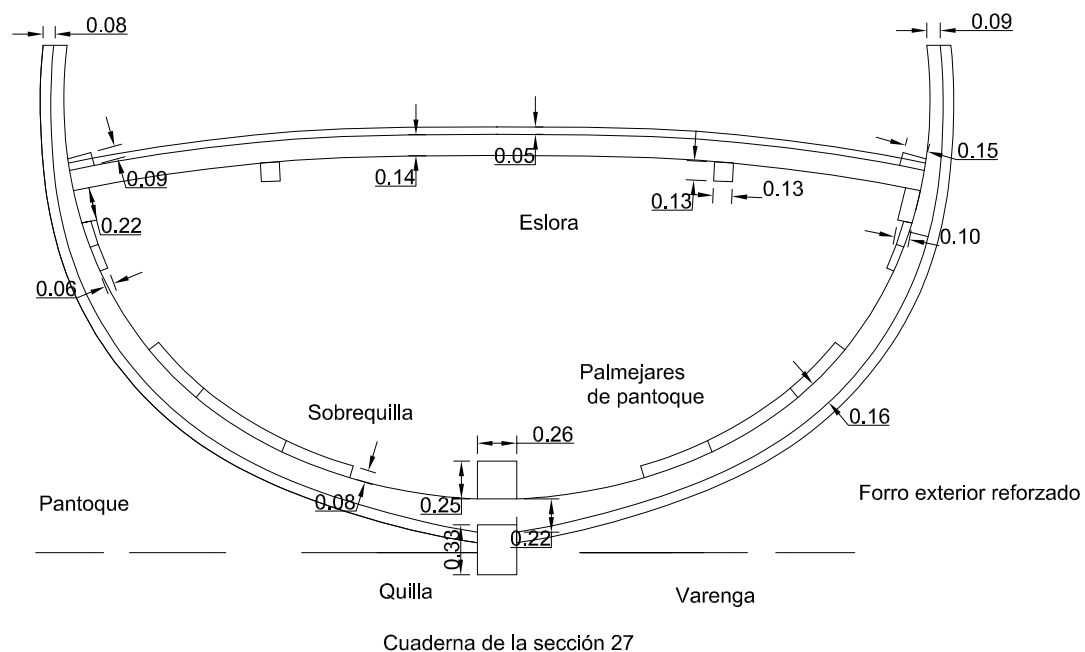 0.08
0.09
0.05
0.15
0.09
0.14
0.13
0.13
0.22
Eslora
0.10
0.06
Palmejares
de pantoque
Sobrequilla
0.16
0.26
Pantoque
0.08
0.25
Forro exterior reforzado
0.33
0.22
Quilla
Varenga
Cuaderna de la sección 27